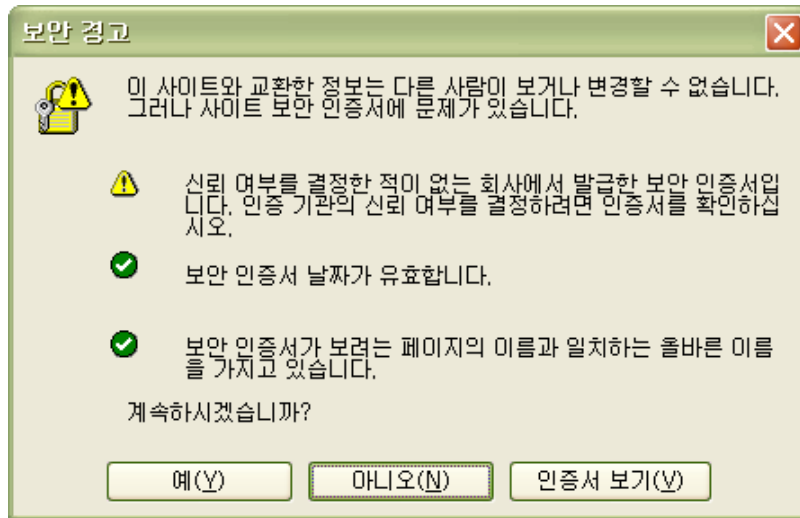 보안 경고
이 사이트와 교환한 정보는 다른 사람이 보거나 변경할 수 없습니다.
그러나 사이트 보안 인증서에 문제가 있습니다.
신뢰 여부를 결정한 적이 없는 회사에서 발급한 보안 인증서입
니다. 인증 기관의 신뢰 여부를 결정하려면 인증서를 확인하십
시오.
보안 인증서 날짜가 유효합니다.
보안 인증서가 보려는 페이지의 이름과 일치하는 올바른 이름
을 가지고 있습니다.
계속하시겠습니까?
예(Y) 아니오(N) 인증서 보기(V)